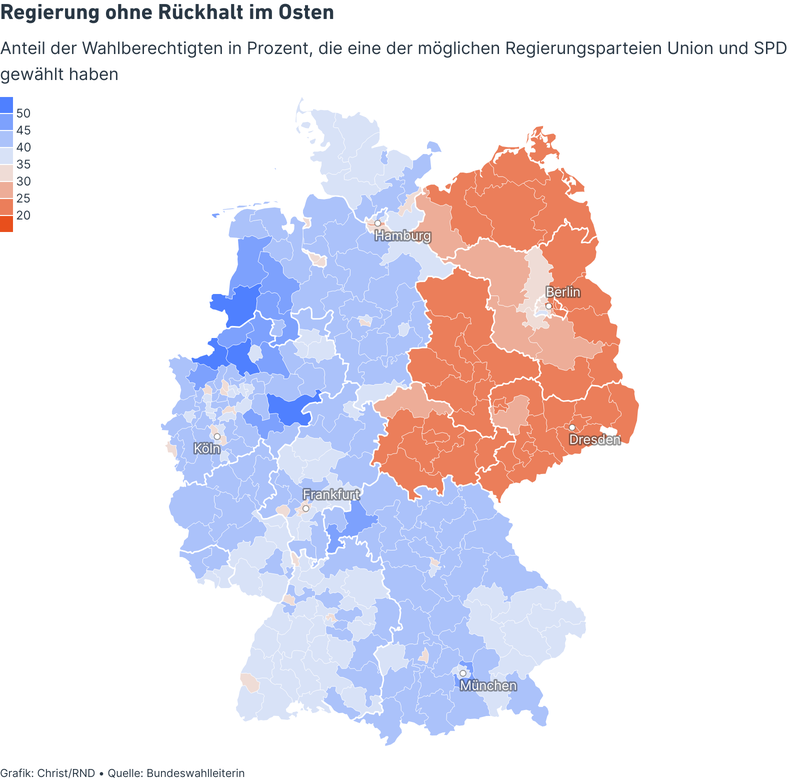 Regierung ohne Rückhalt im Osten
Anteil der Wahlberechtigten in Prozent, die eine der möglichen Regierungsparteien Union und SPD
gewählt haben
50
45
40
35
30
25
20
Hamburg
Berlin
Dresden
Köln
Frankfurt
München
Grafik: Christ/RND • Quelle: Bundeswahlleiterin